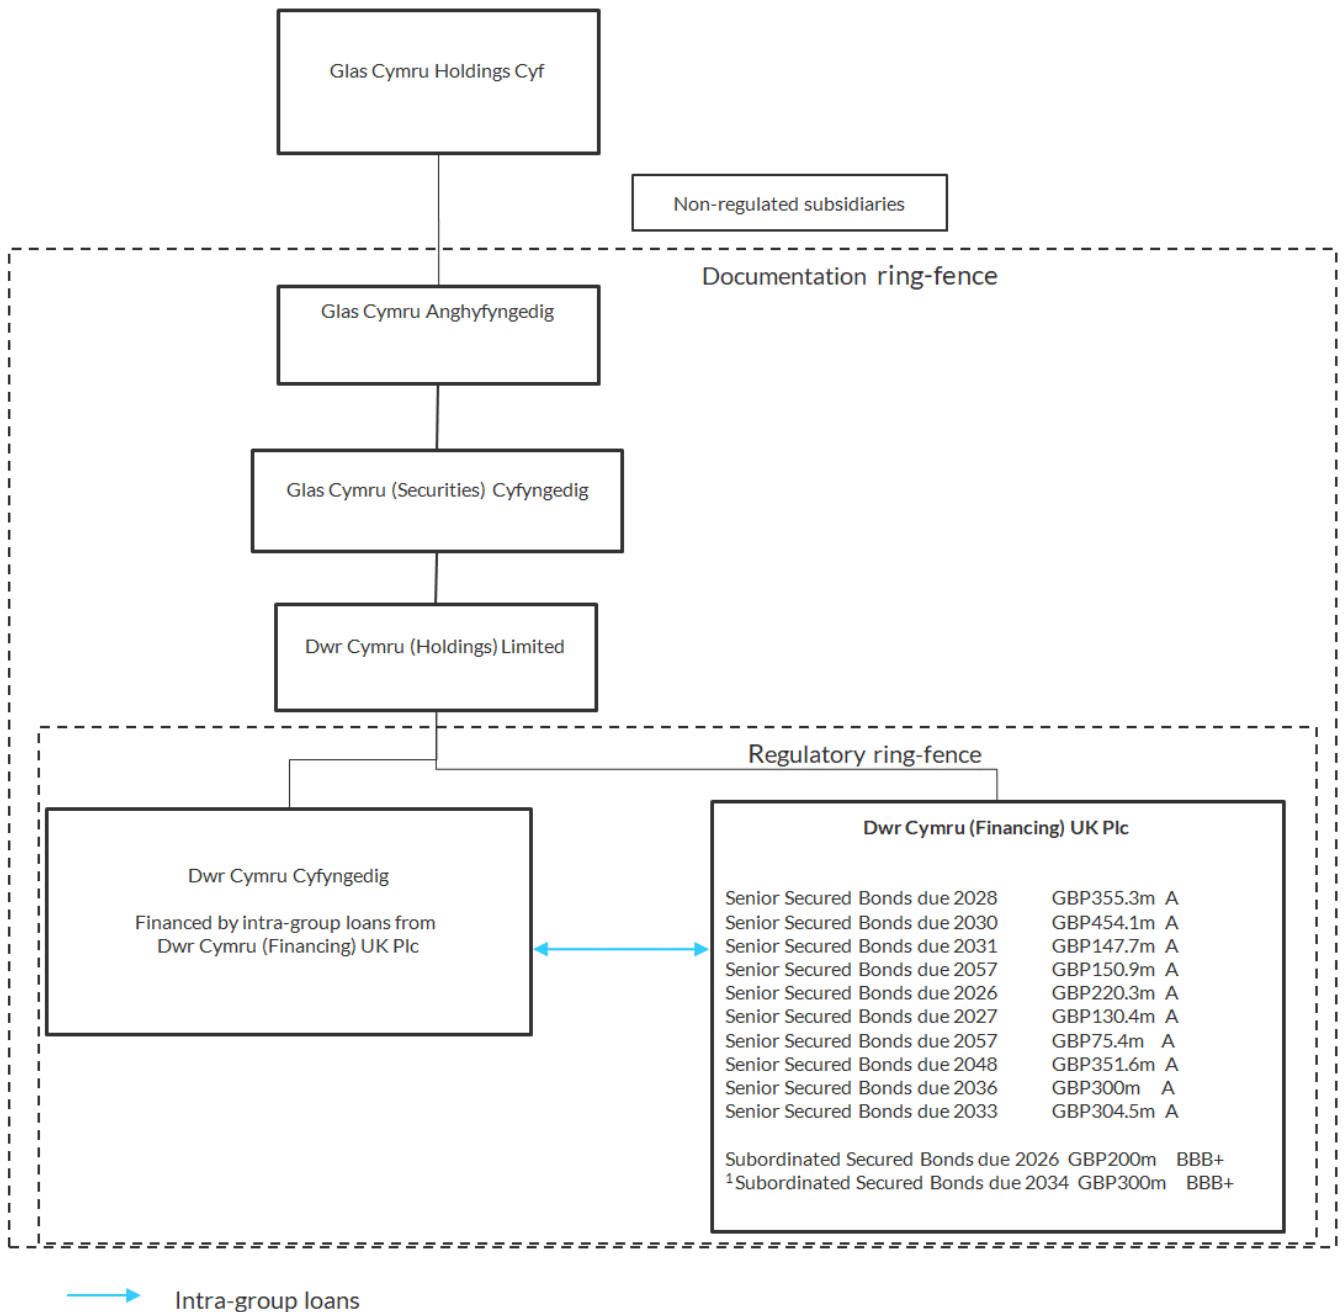 Glas Cymru Holdings Cyf
Non-regulated subsidiaries
Documentation ring-fence
Glas Cymru Anghyfyngedig
Glas Cymru (Securities) Cyfyngedig
Dwr Cymru (Holdings) Limited
Regulatory ring-fence
Dwr Cymru Cyfyngedig
Financed by intra-group loans from
Dwr Cymru (Financing) UK Plc
Dwr Cymru (Financing) UK Plc
Senior Secured Bonds due 2028 GBP355.3m A
Senior Secured Bonds due 2030 GBP454.1m A
Senior Secured Bonds due 2031 GBP147.7m A
Senior Secured Bonds due 2057 GBP150.9m A
Senior Secured Bonds due 2026 GBP220.3m A
Senior Secured Bonds due 2027 GBP130.4m A
Senior Secured Bonds due 2057 GBP75.4m A
Senior Secured Bonds due 2048 GBP351.6m A
Senior Secured Bonds due 2036 GBP300m A
Senior Secured Bonds due 2033 GBP304.5m A
Subordinated Secured Bonds due 2026 GBP200m BBB+
¹Subordinated Secured Bonds due 2034 GBP300m BBB+
Intra-group loans